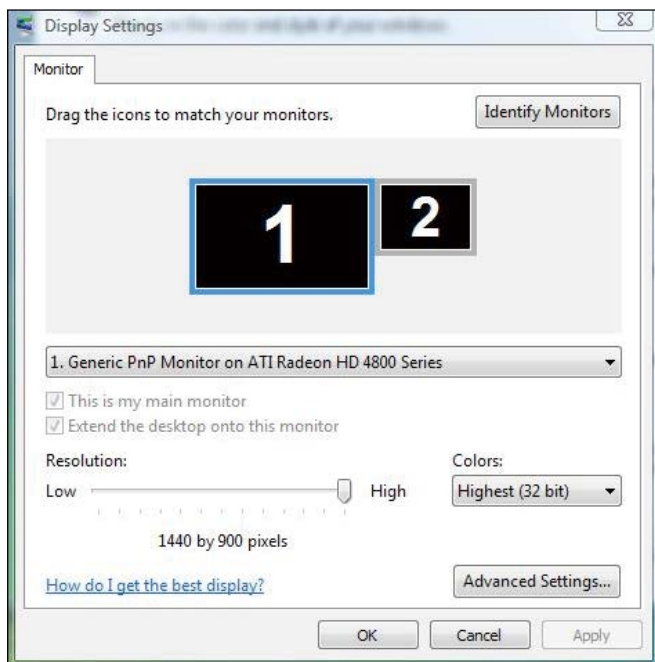 Display Settings
Monitor
Drag the icons to match your monitors.
Identify Monitors
1
2
1. Generic PnP Monitor on ATI Radeon HD 4800 Series
This is my main monitor
Extend the desktop onto this monitor
Resolution:
Colors:
Low
High
Highest (32 bit)
1440 by 900 pixels
How do I get the best display?
Advanced Settings...
OK
Cancel
Apply